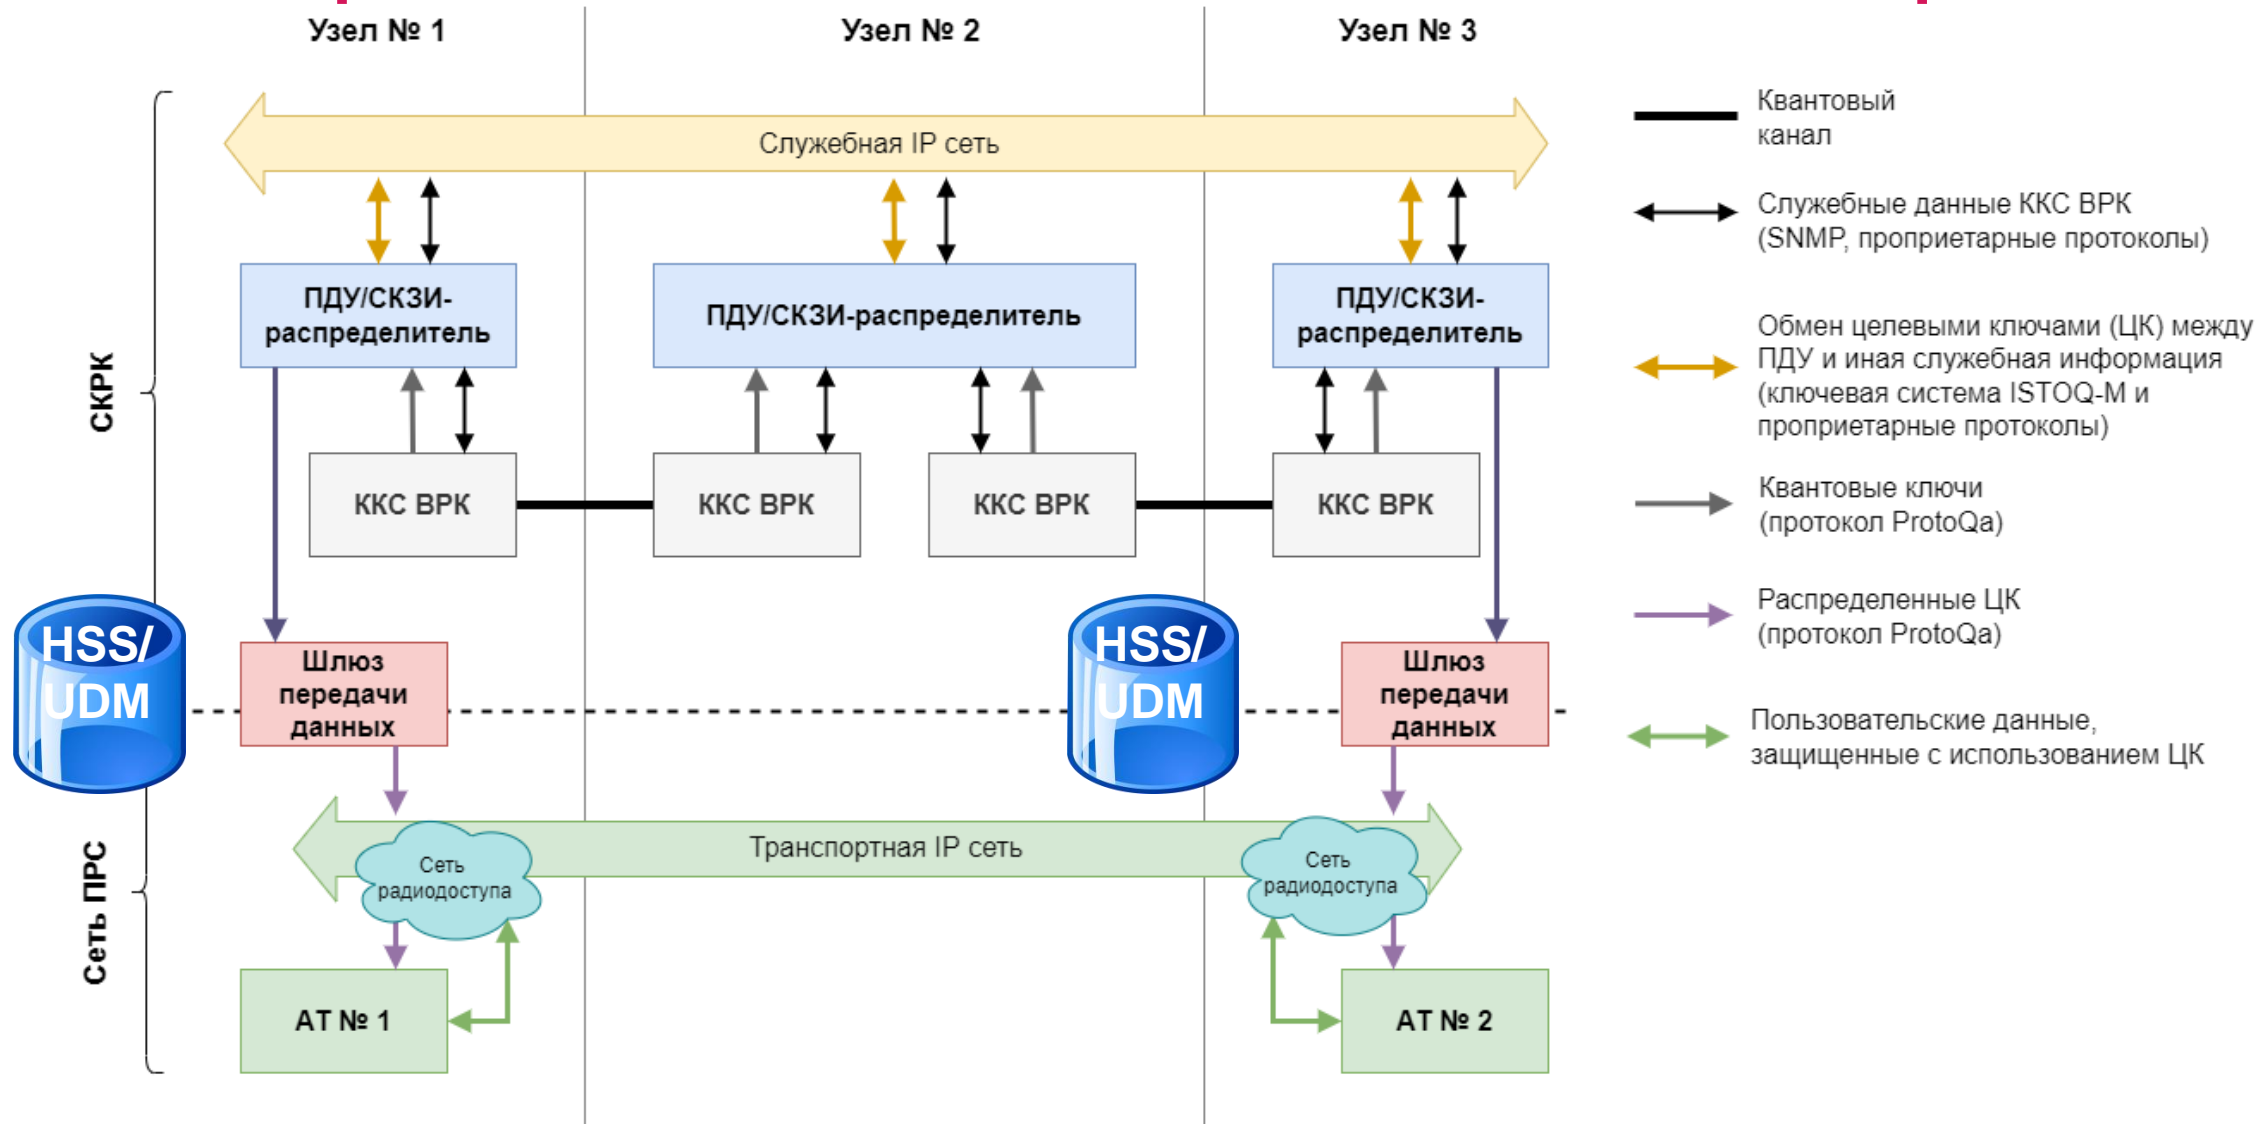 Узел № 1
Узел № 2
Узел № 3
Служебная IP сеть
ПДУ/СКЗИ-
распределитель
ПДУ/СКЗИ-распределитель
ПДУ/СКЗИ-
распределитель
СКРК
ККС ВРК
ККС ВРК
ККС ВРК
ККС ВРК
HSS/
UDM
Шлюз
передачи
данных
HSS/
UDM
Шлюз
передачи
данных
Сеть ПРС
Сеть
радиодоступа
Транспортная IP сеть
Сеть
радиодоступа
АТ № 1
АТ № 2
Квантовый
канал
Служебные данные ККС ВРК
(SNMP, проприетарные протоколы)
Обмен целевыми ключами (ЦК) между
ПДУ и иная служебная информация
(ключевая система ISTOQ-M и
проприетарные протоколы)
Квантовые ключи
(протокол ProtoQa)
Распределенные ЦК
(протокол ProtoQa)
Пользовательские данные,
защищенные с использованием ЦК